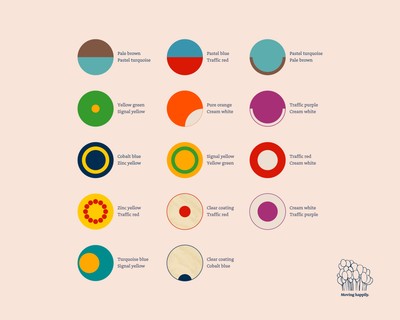 Pale brown
Pastel turquoise
Pastel blue
Traffic red
Pastel turquoise
Pale brown
Yellow green
Signal yellow
Pure orange
Cream white
Traffic purple
Cream white
Cobalt blue
Zinc yellow
Signal yellow
Yellow green
Traffic red
Cream white
Zinc yellow
Traffic red
Clear coating
Traffic red
Cream white
Traffic purple
Turquoise blue
Signal yellow
Clear coating
Cobalt blue
Moving Supply.